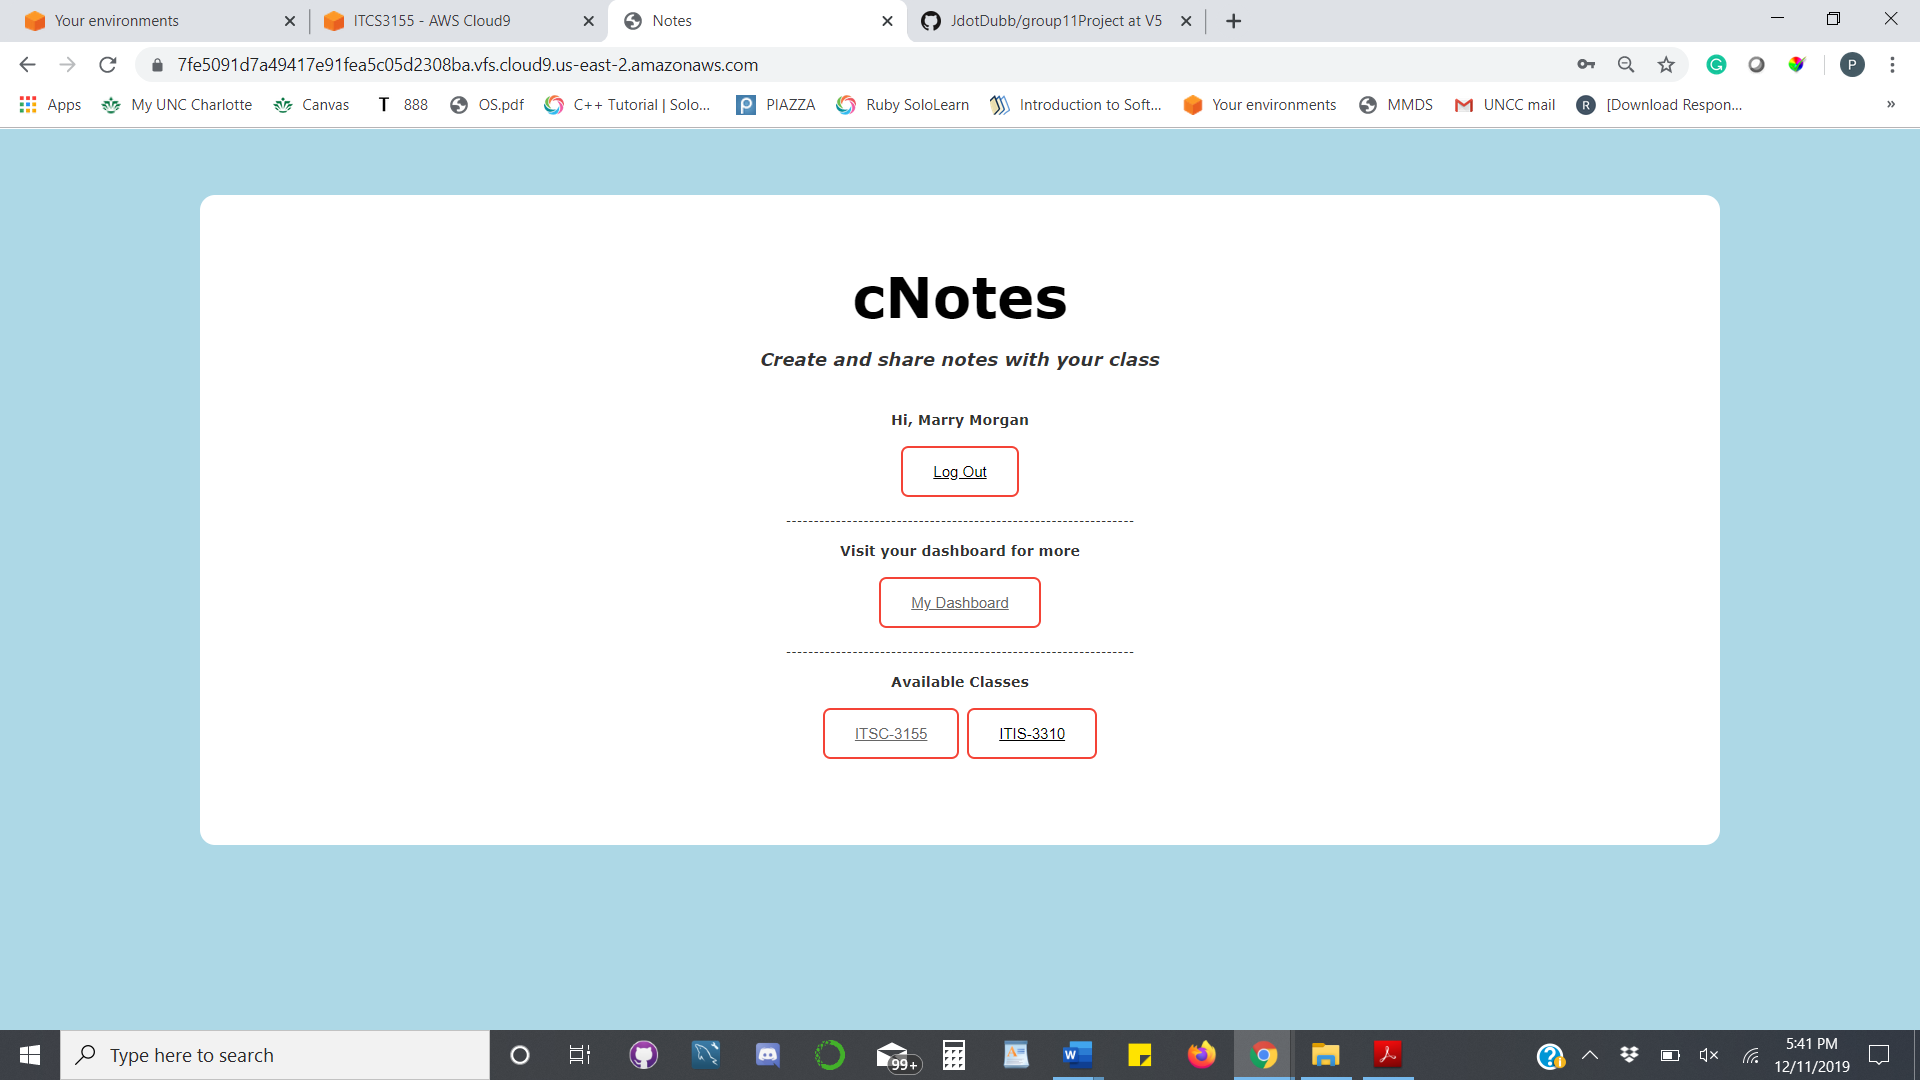 Your environments
ITCS3155 - AWS Cloud9
Notes
JdotDubb/group11Project at V5
7fe5091d7a49417e91fea5c05d2308ba.vfs.cloud9.us-east-2.amazonaws.com
P
Apps
My UNC Charlotte
Canvas
T 888
OS.pdf
C++ Tutorial | Solo...
PIAZZA
Ruby SoloLearn
Introduction to Soft...
Your environments
MMDS
UNCC mail
R [Download Respon...
»
cNotes
Create and share notes with your class
Hi, Marry Morgan
Log Out
---------------------------------------------------------------
Visit your dashboard for more
My Dashboard
---------------------------------------------------------------
Available Classes
ITSC-3155 ITIS-3310
Type here to search
99+
5:41 PM
12/11/2019